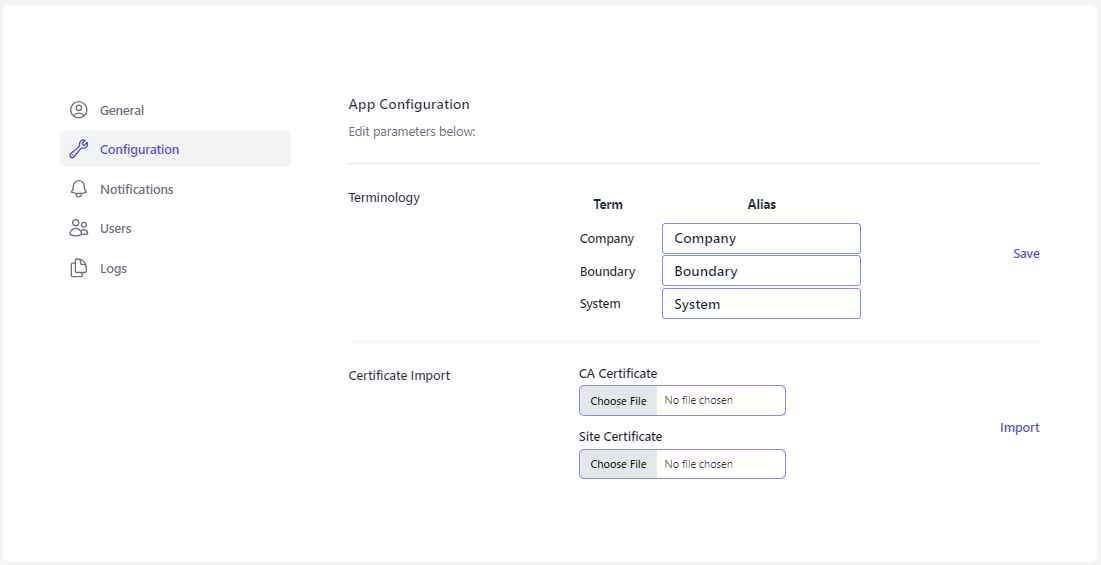 General
Configuration
Notifications
Users
Logs
App Configuration
Edit parameters below:
Terminology
Term Alias
Company Company
Boundary Boundary
System System
Save
Certificate Import
CA Certificate
Choose File No file chosen
Site Certificate
Choose File No file chosen
Import